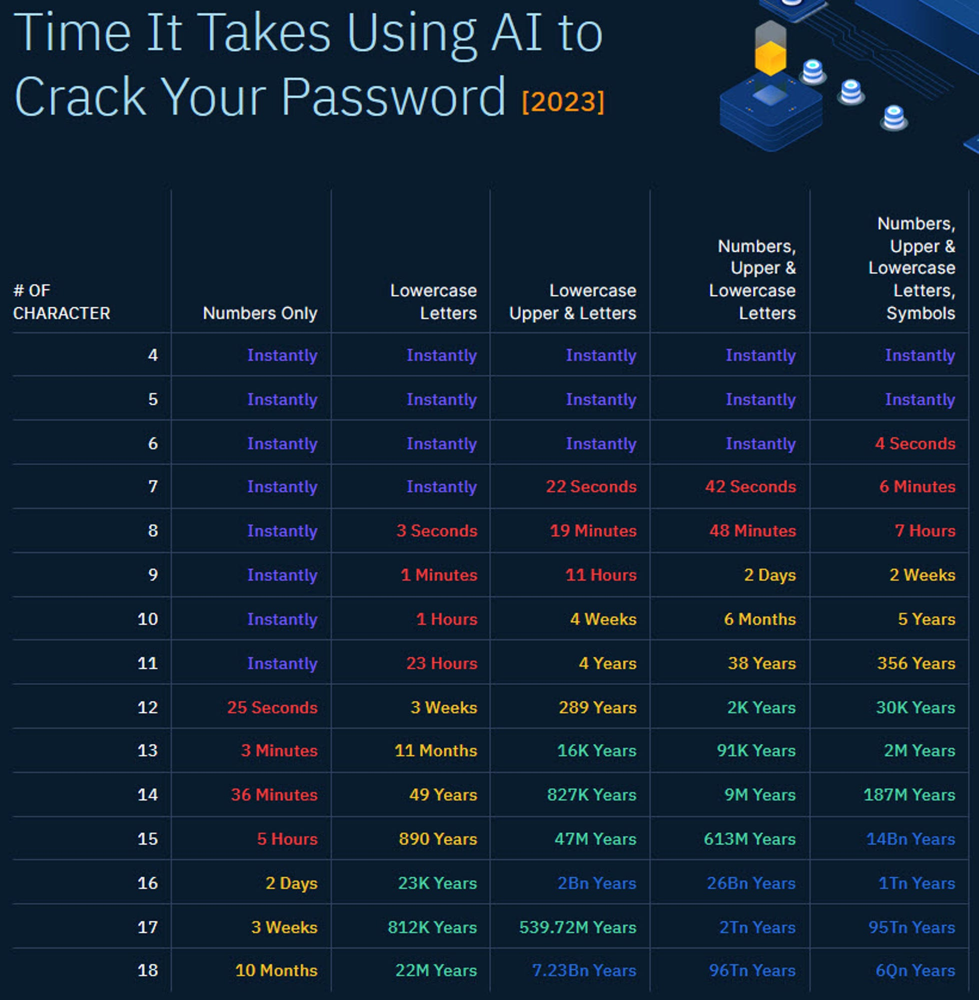 Time It Takes Using AI to
Crack Your Password [2023]
# OF CHARACTER Numbers Only Lowercase Letters Lowercase Upper & Letters Numbers, Upper & Lowercase Letters Numbers, Upper & Lowercase Letters, Symbols
4 Instantly Instantly Instantly Instantly Instantly
5 Instantly Instantly Instantly Instantly Instantly
6 Instantly Instantly Instantly Instantly 4 Seconds
7 Instantly Instantly 22 Seconds 42 Seconds 6 Minutes
8 Instantly 3 Seconds 19 Minutes 48 Minutes 7 Hours
9 Instantly 1 Minutes 11 Hours 2 Days 2 Weeks
10 Instantly 1 Hours 4 Weeks 6 Months 5 Years
11 Instantly 23 Hours 4 Years 38 Years 356 Years
12 25 Seconds 3 Weeks 289 Years 2K Years 30K Years
13 3 Minutes 11 Months 16K Years 91K Years 2M Years
14 36 Minutes 49 Years 827K Years 9M Years 187M Years
15 5 Hours 890 Years 47M Years 613M Years 14Bn Years
16 2 Days 23K Years 2Bn Years 26Bn Years 1Tn Years
17 3 Weeks 812K Years 539.72M Years 2Tn Years 95Tn Years
18 10 Months 22M Years 7.23Bn Years 96Tn Years 6Qn Years